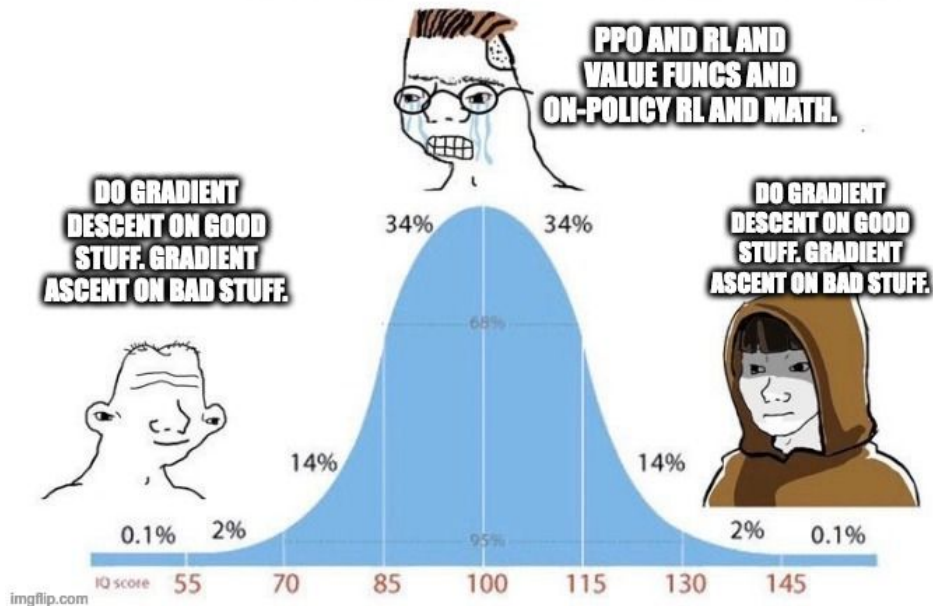 PPO AND RL AND
VALUE FUNCS AND
ON-POLICY RL AND MATH.
DO GRADIENT
DESCENT ON GOOD
STUFF. GRADIENT
ASCENT ON BAD STUFF.
DO GRADIENT
DESCENT ON GOOD
STUFF. GRADIENT
ASCENT ON BAD STUFF.
34% 34%
68%
14% 14%
0.1% 2% 95% 2% 0.1%
IQ score 55 70 85 100 115 130 145
imgflip.com